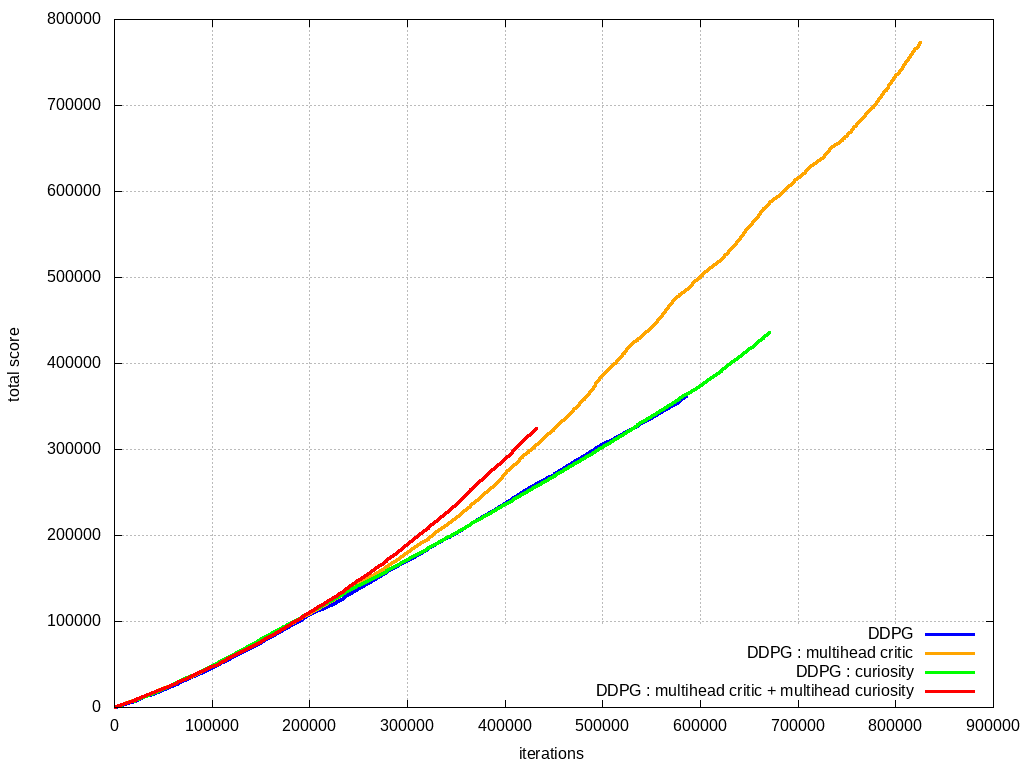 800000
700000
600000
500000
400000
300000
200000
100000
0
total score
DDPG
DDPG : multihead critic
DDPG : curiosity
DDPG : multihead critic + multihead curiosity
0 100000 200000 300000 400000 500000 600000 700000 800000 900000
iterations